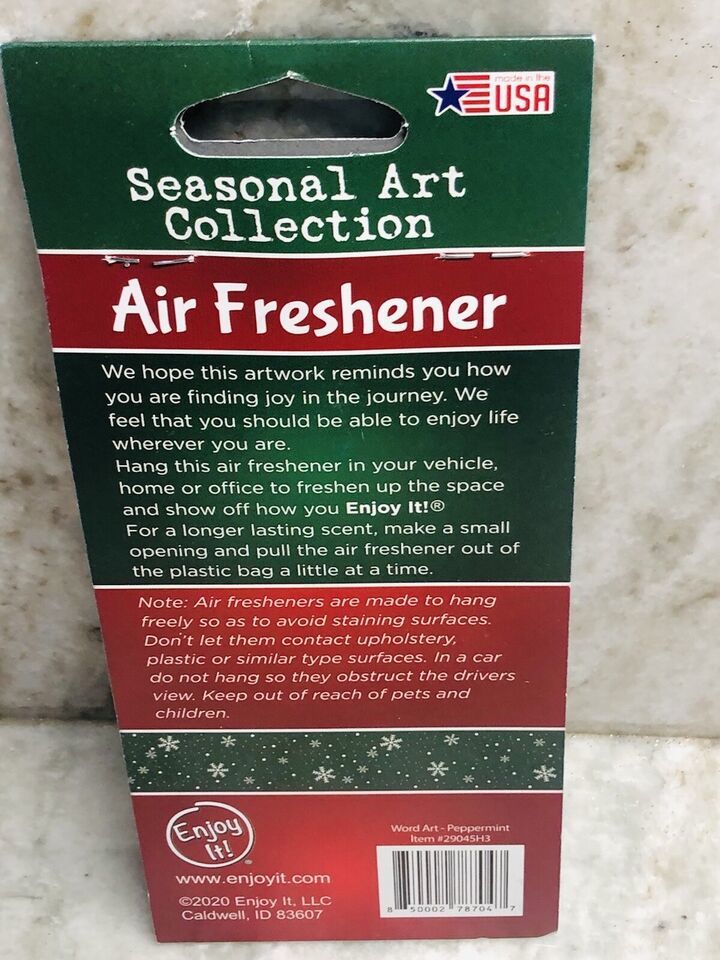 made in the
USA
Seasonal Art
Collection
Air Freshener
We hope this artwork reminds you how
you are finding joy in the journey. We
feel that you should be able to enjoy life
wherever you are.
Hang this air freshener in your vehicle,
home or office to freshen up the space
and show off how you Enjoy It!®
For a longer lasting scent, make a small
opening and pull the air freshener out of
the plastic bag a little at a time.
Note: Air fresheners are made to hang
freely so as to avoid staining surfaces.
Don't let them contact upholstery,
plastic or similar type surfaces. In a car
do not hang so they obstruct the drivers
view. Keep out of reach of pets and
children.
Enjoy
It!®
www.enjoyit.com
©2020 Enjoy It, LLC
Caldwell, ID 83607
Word Art - Peppermint
Item #29045H3
8 50002 78704 7